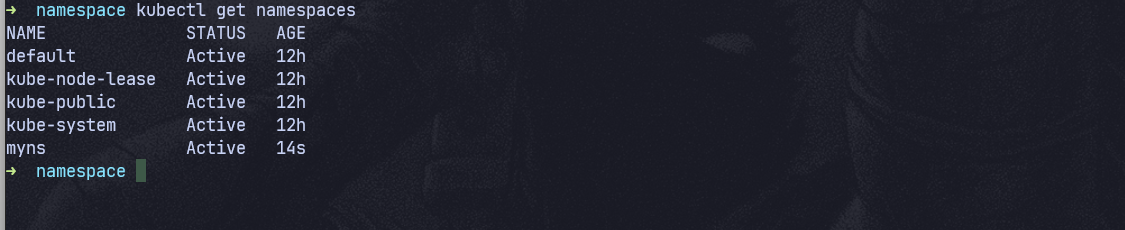 ➜  namespace kubectl get namespaces
NAME              STATUS   AGE
default           Active   12h
kube-node-lease   Active   12h
kube-public       Active   12h
kube-system       Active   12h
myns              Active   14s
➜  namespace